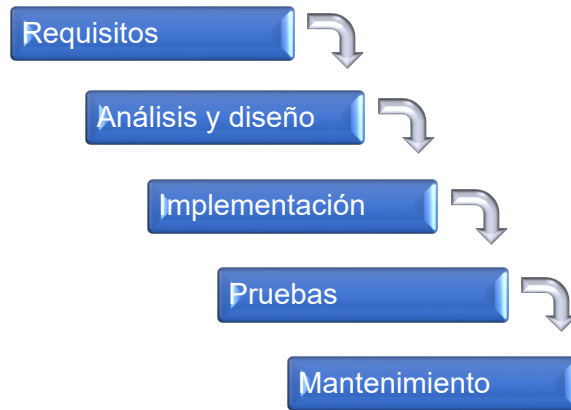 Requisitos
Análisis y diseño
Implementación
Pruebas
Mantenimiento